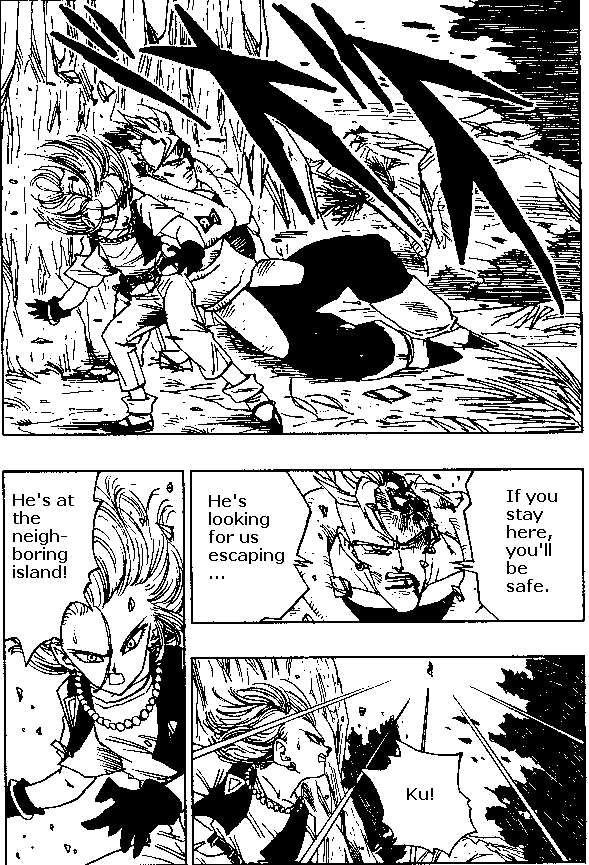 He's at
the
neigh-
boring
island!
He's
looking
for us
escaping
...
If you
stay
here,
you'll
be
safe.
Ku!